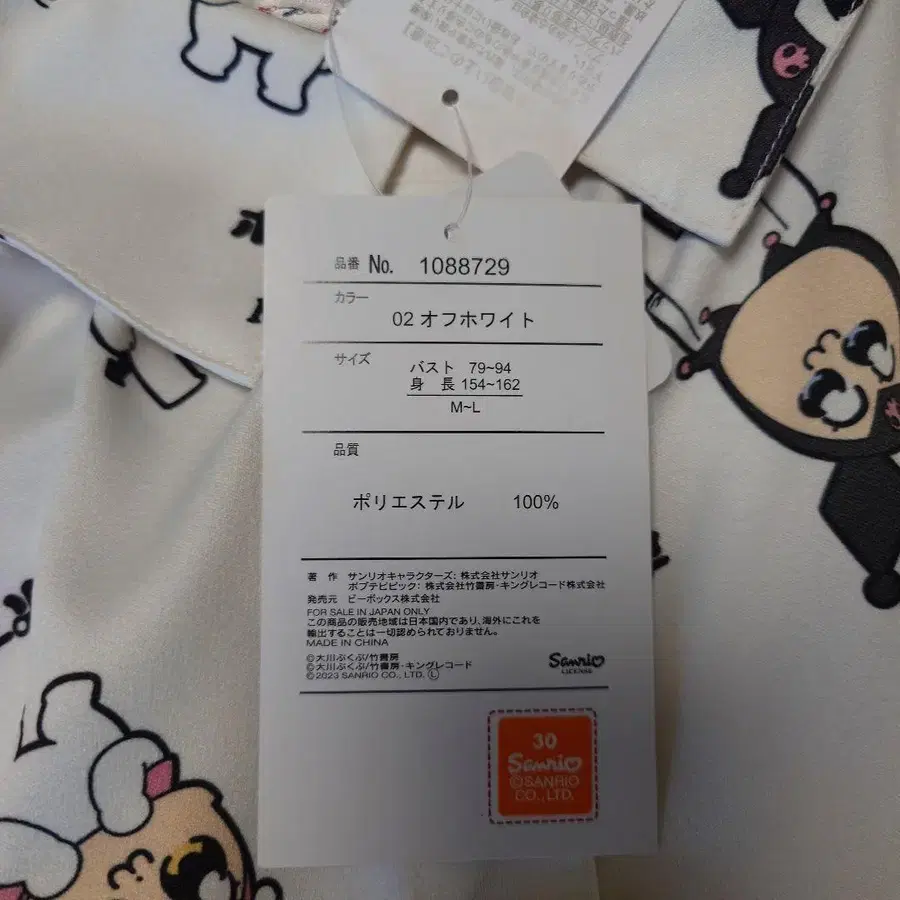 品番 No. 1088729
カラー
02 オフホワイト
サイズ
バスト 79~94
身 長 154~162
M~L
品質
ポリエステル 100%
著 作 サンリオキャラクターズ: 株式会社サンリオ
ポプテピピック: 株式会社竹書房・キングレコード株式会社
発売元 ビーボックス株式会社
FOR SALE IN JAPAN ONLY
この商品の販売地域は日本国内であり、海外にこれを
輸出することは一切認められておりません。
MADE IN CHINA
©大川ぶくぶ/竹書房
©大川ぶくぶ/竹書房・キングレコード
©2023 SANRIO CO., LTD. Ⓛ
Sanrio
LICENSE
30
Sanrio
©SANRIO
CO., LTD.